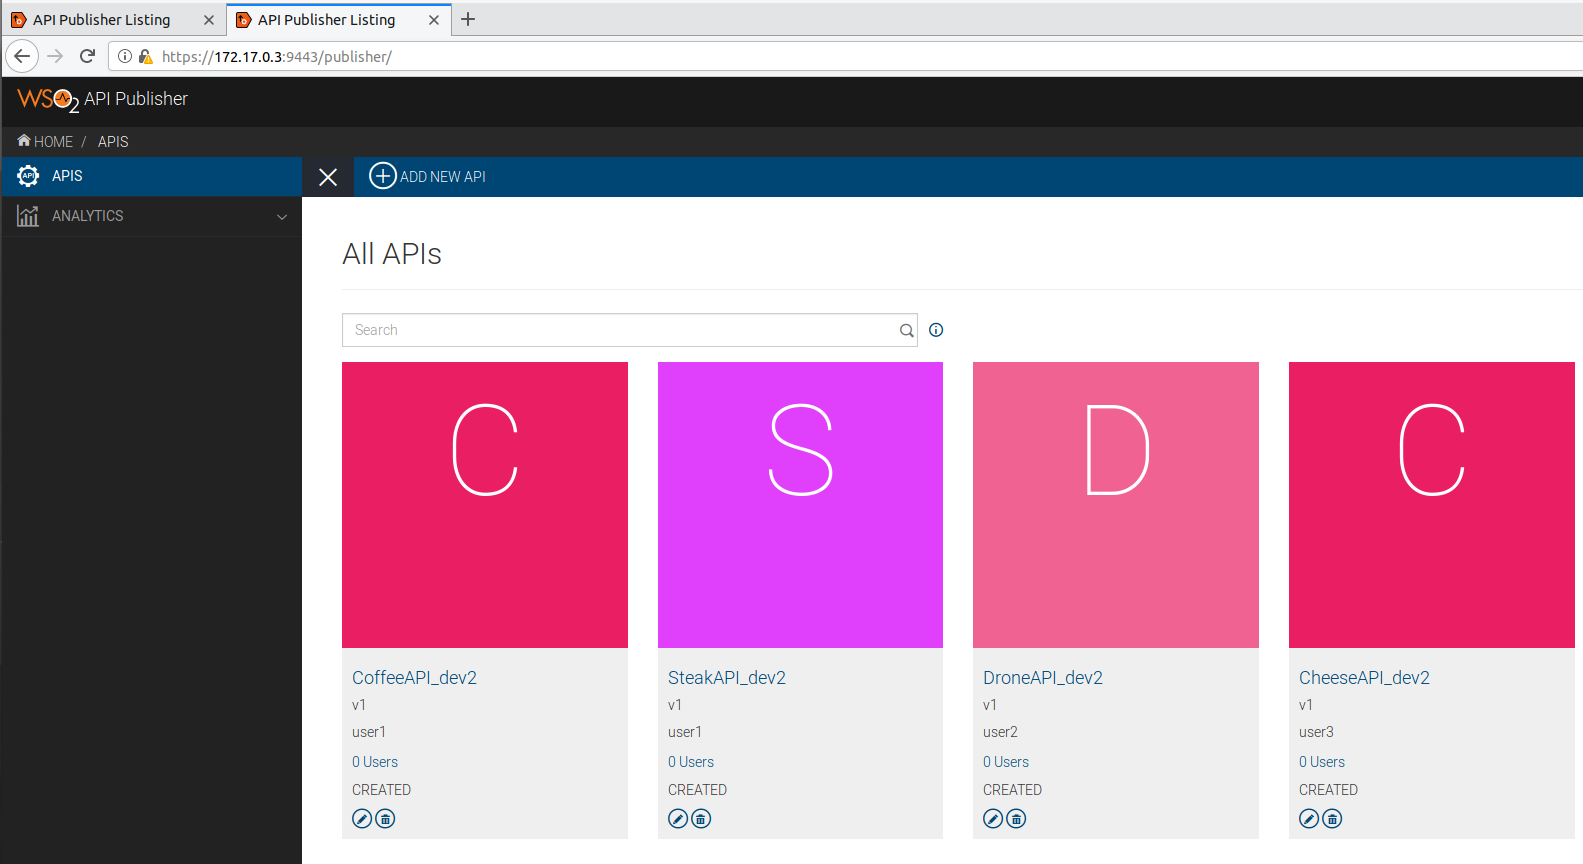 API Publisher Listing
API Publisher Listing
https://172.17.0.3:9443/publisher/
WSO2 API Publisher
HOME / APIS
API APIS
ADD NEW API
ANALYTICS
All APIs
Search
C S D C
CoffeeAPI_dev2
v1
user1
0 Users
CREATED
SteakAPI_dev2
v1
user1
0 Users
CREATED
DroneAPI_dev2
v1
user2
0 Users
CREATED
CheeseAPI_dev2
v1
user3
0 Users
CREATED